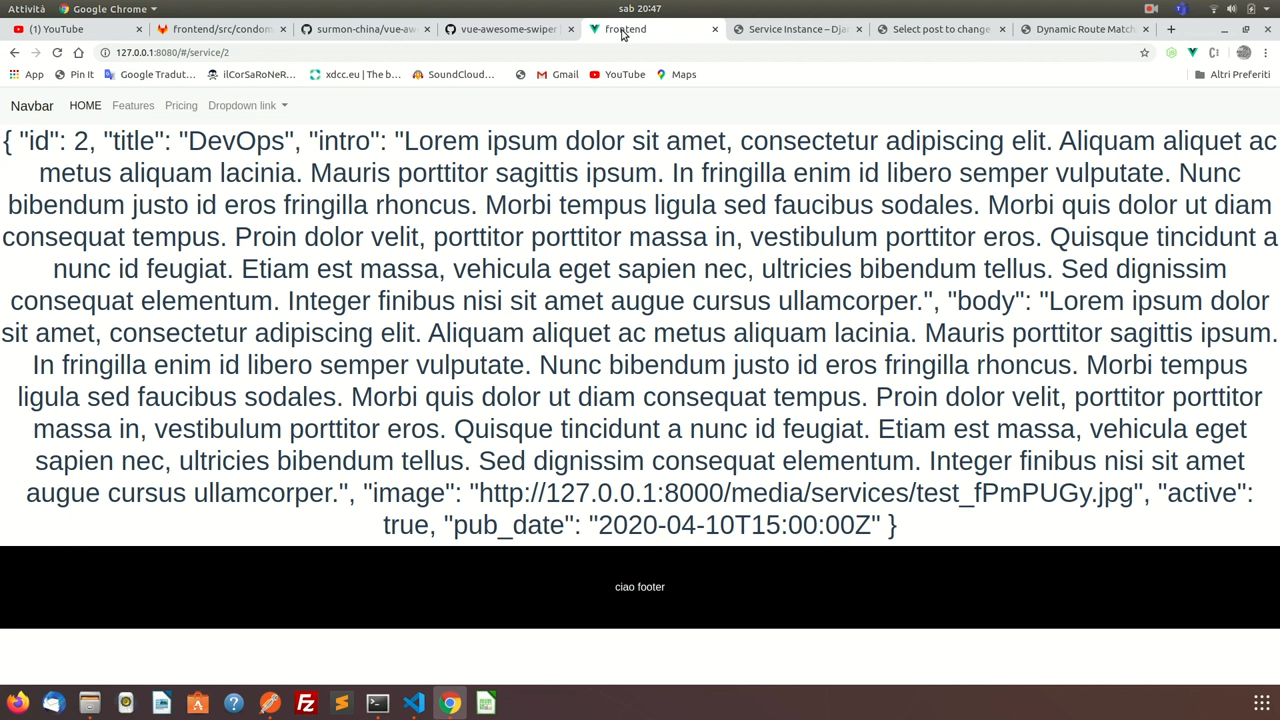 Attività
Google Chrome
sab 20:47
(1) YouTube
frontend/src/condom
surmon-china/vue-aw
vue-awesome-swiper
frontend
Service Instance – Dja
Select post to change
Dynamic Route Match
127.0.0.1:8080/#/service/2
App
Pin It
Google Tradut...
ilCorSaRoNeR...
xdcc.eu | The b...
SoundCloud...
Gmail
YouTube
Maps
Altri Preferiti
Navbar
HOME
Features
Pricing
Dropdown link
{ "id": 2, "title": "DevOps", "intro": "Lorem ipsum dolor sit amet, consectetur adipiscing elit. Aliquam aliquet ac
metus aliquam lacinia. Mauris porttitor sagittis ipsum. In fringilla enim id libero semper vulputate. Nunc
bibendum justo id eros fringilla rhoncus. Morbi tempus ligula sed faucibus sodales. Morbi quis dolor ut diam
consequat tempus. Proin dolor velit, porttitor porttitor massa in, vestibulum porttitor eros. Quisque tincidunt a
nunc id feugiat. Etiam est massa, vehicula eget sapien nec, ultricies bibendum tellus. Sed dignissim
consequat elementum. Integer finibus nisi sit amet augue cursus ullamcorper.", "body": "Lorem ipsum dolor
sit amet, consectetur adipiscing elit. Aliquam aliquet ac metus aliquam lacinia. Mauris porttitor sagittis ipsum.
In fringilla enim id libero semper vulputate. Nunc bibendum justo id eros fringilla rhoncus. Morbi tempus
ligula sed faucibus sodales. Morbi quis dolor ut diam consequat tempus. Proin dolor velit, porttitor porttitor
massa in, vestibulum porttitor eros. Quisque tincidunt a nunc id feugiat. Etiam est massa, vehicula eget
sapien nec, ultricies bibendum tellus. Sed dignissim consequat elementum. Integer finibus nisi sit amet
augue cursus ullamcorper.", "image": "http://127.0.0.1:8000/media/services/test_fPmPUGy.jpg", "active":
true, "pub_date": "2020-04-10T15:00:00Z" }
ciao footer